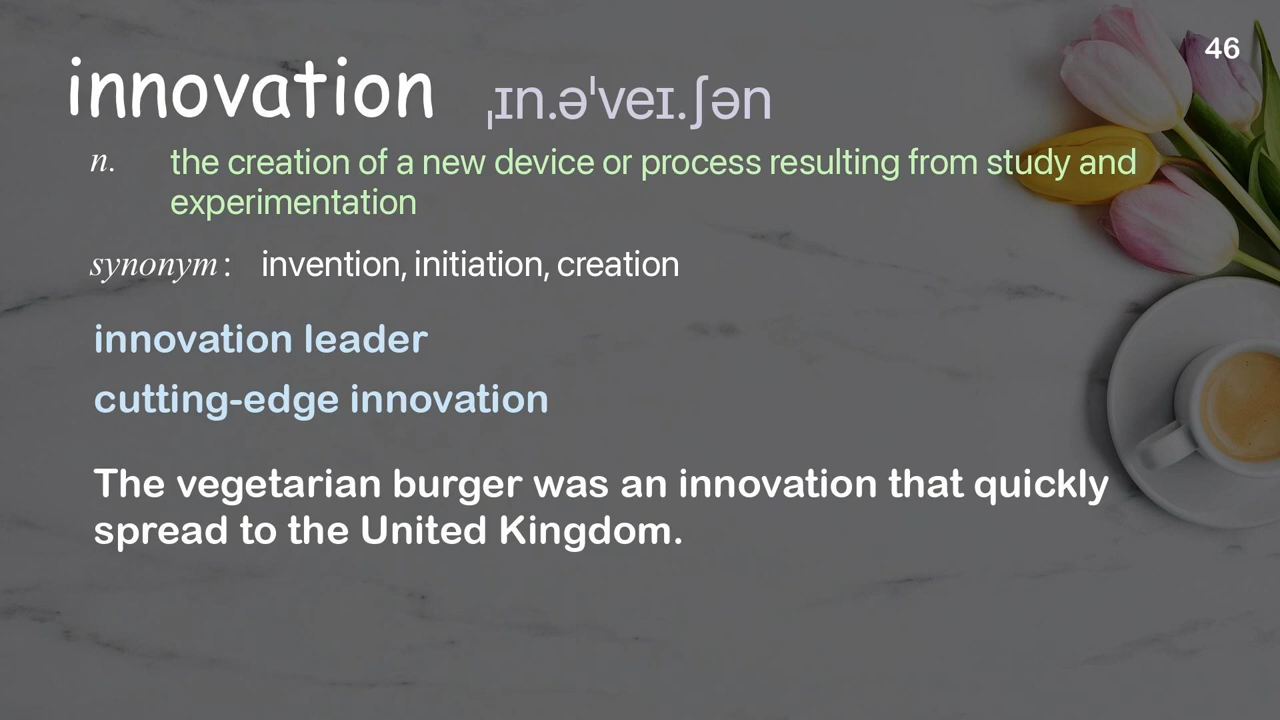 46
innovation ˌɪn.əˈveɪ.ʃən
n. the creation of a new device or process resulting from study and
experimentation
synonym: invention, initiation, creation
innovation leader
cutting-edge innovation
The vegetarian burger was an innovation that quickly
spread to the United Kingdom.